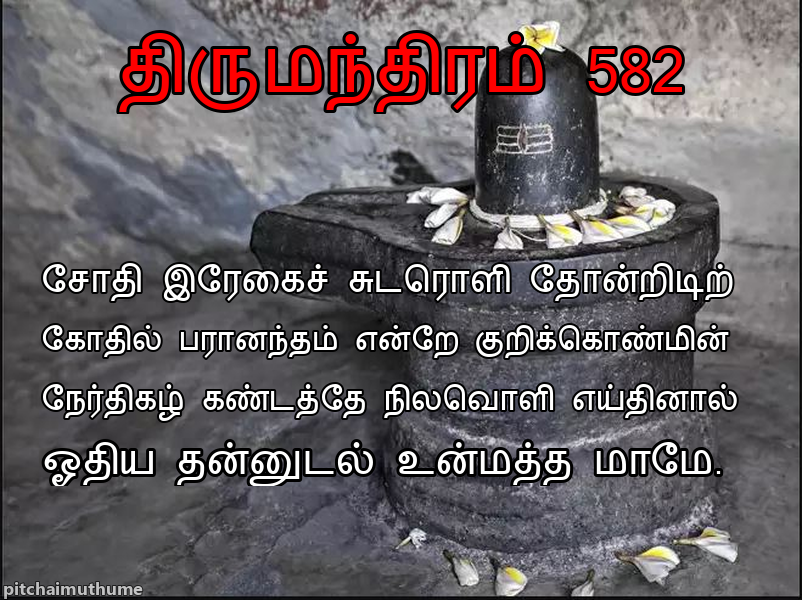 திருமந்திரம் 582
சோதி இரேகைச் சுடரொளி தோன்றிடிற்
கோதில் பரானந்தம் என்றே குறிக்கொண்மின்
நேர்திகழ் கண்டத்தே நிலவொளி எய்தினால்
ஓதிய தன்னுடல் உன்மத்த மாமே.
pitchaimuthume